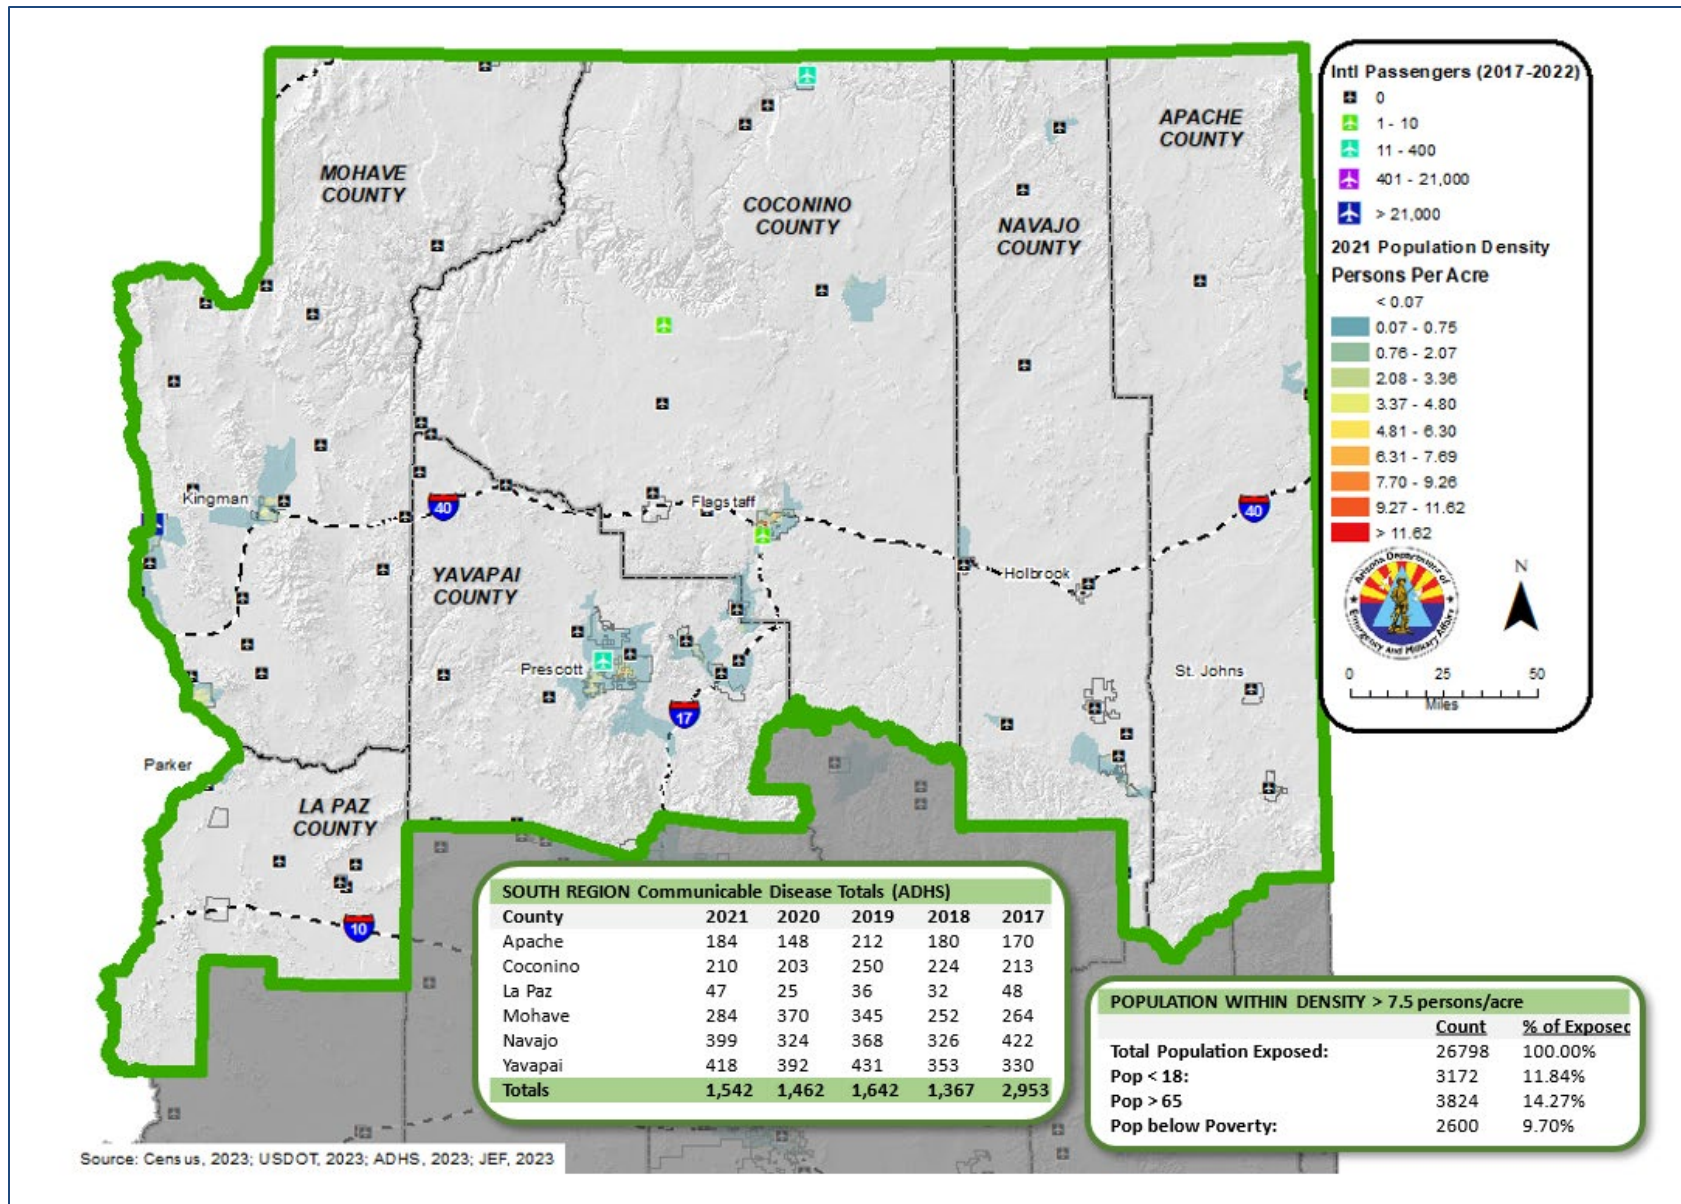 MOHAVE
COUNTY
COCONINO
COUNTY
NAVAJO
COUNTY
APACHE
COUNTY
Kingman
40
Flagstaff
40
Holbrook
YAVAPAI
COUNTY
Prescott
17
St. Johns
Parker
LA PAZ
COUNTY
10
Intl Passengers (2017-2022)
0
1 - 10
11 - 400
401 - 21,000
> 21,000
2021 Population Density
Persons Per Acre
< 0.07
0.07 - 0.75
0.76 - 2.07
2.08 - 3.36
3.37 - 4.80
4.81 - 6.30
6.31 - 7.69
7.70 - 9.26
9.27 - 11.62
> 11.62
Arizona Department of
Emergency and Military Affairs
N
0 25 50
Miles
SOUTH REGION Communicable Disease Totals (ADHS)
County 2021 2020 2019 2018 2017
Apache 184 148 212 180 170
Coconino 210 203 250 224 213
La Paz 47 25 36 32 48
Mohave 284 370 345 252 264
Navajo 399 324 368 326 422
Yavapai 418 392 431 353 330
Totals 1,542 1,462 1,642 1,367 2,953
POPULATION WITHIN DENSITY > 7.5 persons/acre
Count % of Exposed
Total Population Exposed: 26798 100.00%
Pop < 18: 3172 11.84%
Pop > 65 3824 14.27%
Pop below Poverty: 2600 9.70%
Source: Census, 2023; USDOT, 2023; ADHS, 2023; JEF, 2023